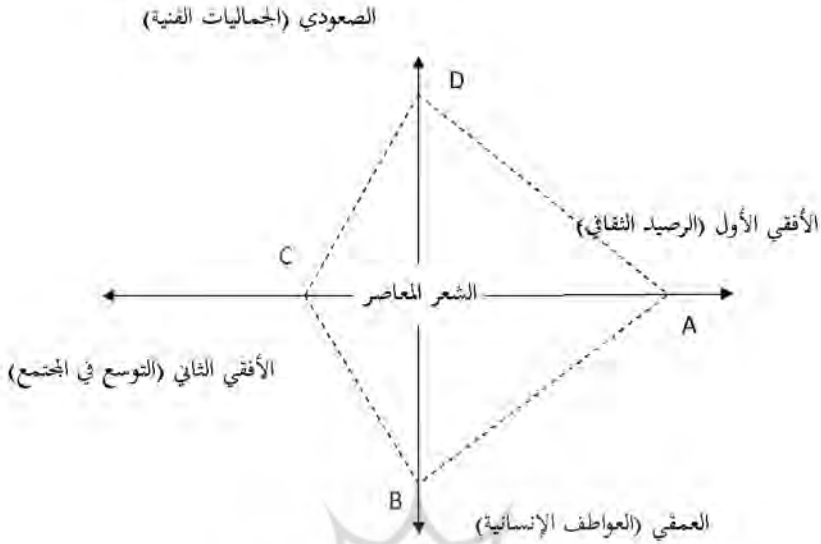 الصعودي (الجماليات الفنية)
D
الأفقي الأول (الرصيد الثقافي)
C
الشعر المعاصر
A
الأفقي الثاني (التوسع في المجتمع)
B
العمقي (العواطف الإنسانية)